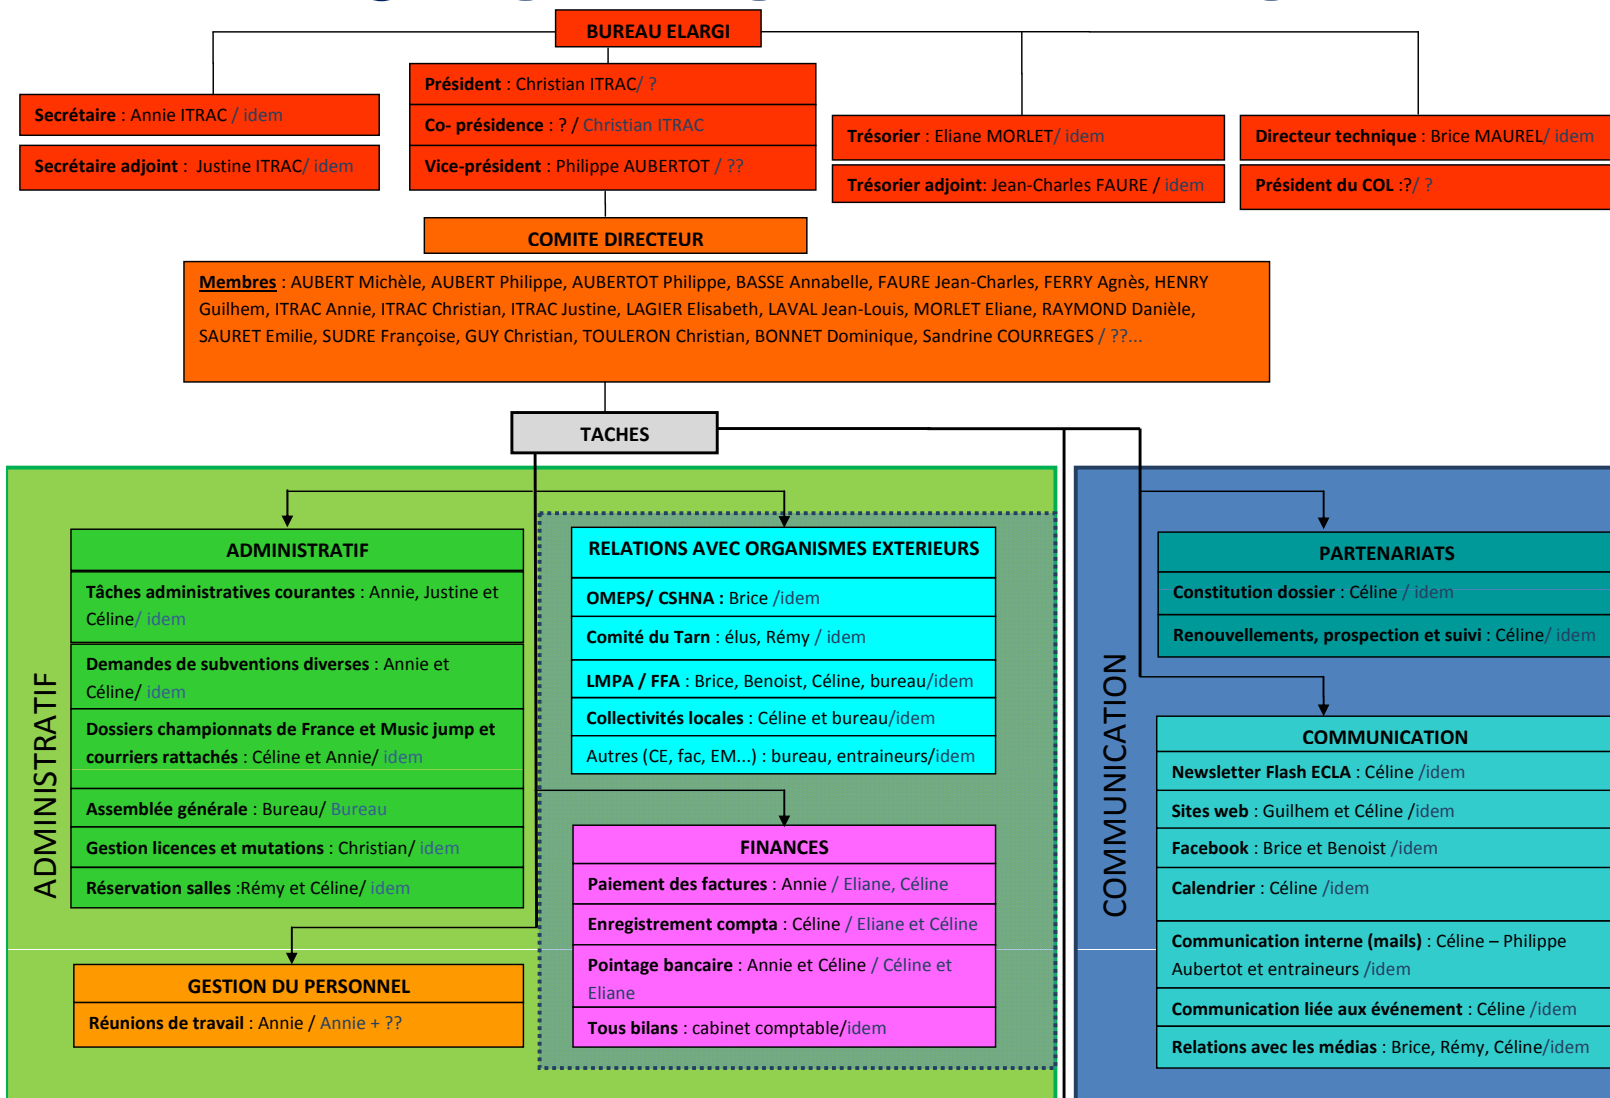 BUREAU ELARGI
Secrétaire : Annie ITRAC / idem
Secrétaire adjoint : Justine ITRAC/ idem
Président : Christian ITRAC/ ?
Co- présidence : ? / Christian ITRAC
Vice-président : Philippe AUBERTOT / ??
Trésorier : Eliane MORLET/ idem
Trésorier adjoint: Jean-Charles FAURE / idem
Directeur technique : Brice MAUREL/ idem
Président du COL :?/ ?
COMITE DIRECTEUR
Membres : AUBERT Michèle, AUBERT Philippe, AUBERTOT Philippe, BASSE Annabelle, FAURE Jean-Charles, FERRY Agnès, HENRY
Guilhem, ITRAC Annie, ITRAC Christian, ITRAC Justine, LAGIER Elisabeth, LAVAL Jean-Louis, MORLET Eliane, RAYMOND Danièle,
SAURET Emilie, SUDRE Françoise, GUY Christian, TOULERON Christian, BONNET Dominique, Sandrine COURREGES / ??...
TACHES
ADMINISTRATIF
ADMINISTRATIF
Tâches administratives courantes : Annie, Justine et
Céline/ idem
Demandes de subventions diverses : Annie et
Céline/ idem
Dossiers championnats de France et Music jump et
courriers rattachés : Céline et Annie/ idem
Assemblée générale : Bureau/ Bureau
Gestion licences et mutations : Christian/ idem
Réservation salles :Rémy et Céline/ idem
GESTION DU PERSONNEL
Réunions de travail : Annie / Annie + ??
RELATIONS AVEC ORGANISMES EXTERIEURS
OMEPS/ CSHNA : Brice /idem
Comité du Tarn : élus, Rémy / idem
LMPA / FFA : Brice, Benoist, Céline, bureau/idem
Collectivités locales : Céline et bureau/idem
Autres (CE, fac, EM...) : bureau, entraineurs/idem
FINANCES
Paiement des factures : Annie / Eliane, Céline
Enregistrement compta : Céline / Eliane et Céline
Pointage bancaire : Annie et Céline / Céline et
Eliane
Tous bilans : cabinet comptable/idem
COMMUNICATION
PARTENARIATS
Constitution dossier : Céline / idem
Renouvellements, prospection et suivi : Céline/ idem
COMMUNICATION
Newsletter Flash ECLA : Céline /idem
Sites web : Guilhem et Céline /idem
Facebook : Brice et Benoist /idem
Calendrier : Céline /idem
Communication interne (mails) : Céline – Philippe
Aubertot et entraineurs /idem
Communication liée aux événement : Céline /idem
Relations avec les médias : Brice, Rémy, Céline/idem